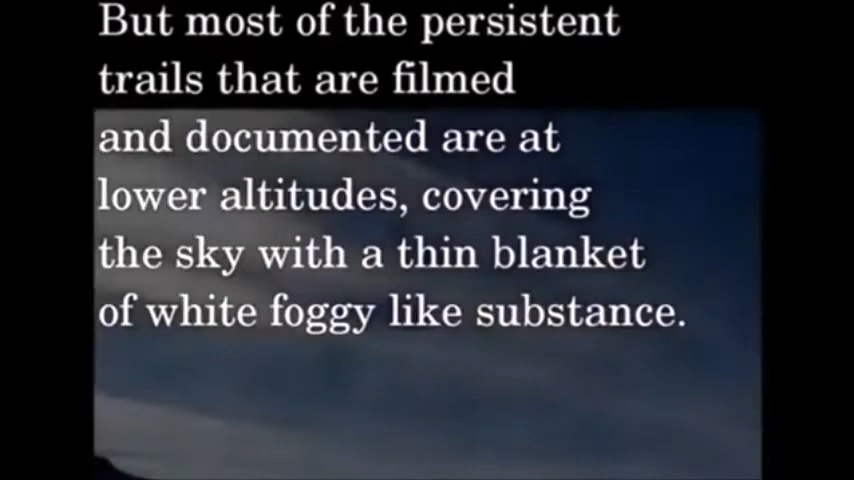 But most of the persistent
trails that are filmed
and documented are at
lower altitudes, covering
the sky with a thin blanket
of white foggy like substance.